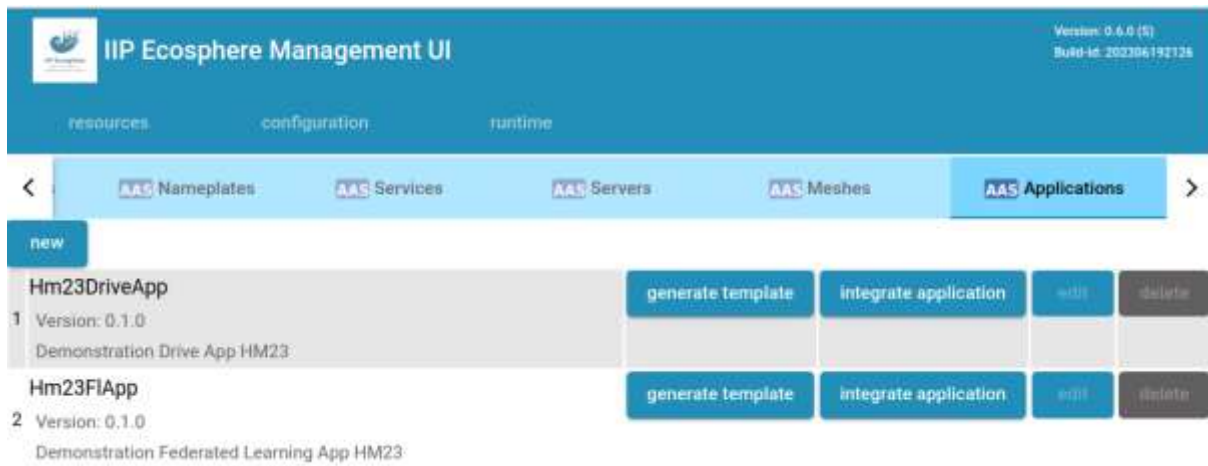 IIP Ecosphere Management UI
Version: 0.6.0 (S)
Build-Id: 202306192126
resources configuration runtime
AAS Nameplates AAS Services AAS Servers AAS Meshes AAS Applications
new
Hm23DriveApp generate template integrate application edit delete
1 Version: 0.1.0
Demonstration Drive App HM23
Hm23FlApp generate template integrate application edit delete
2 Version: 0.1.0
Demonstration Federated Learning App HM23